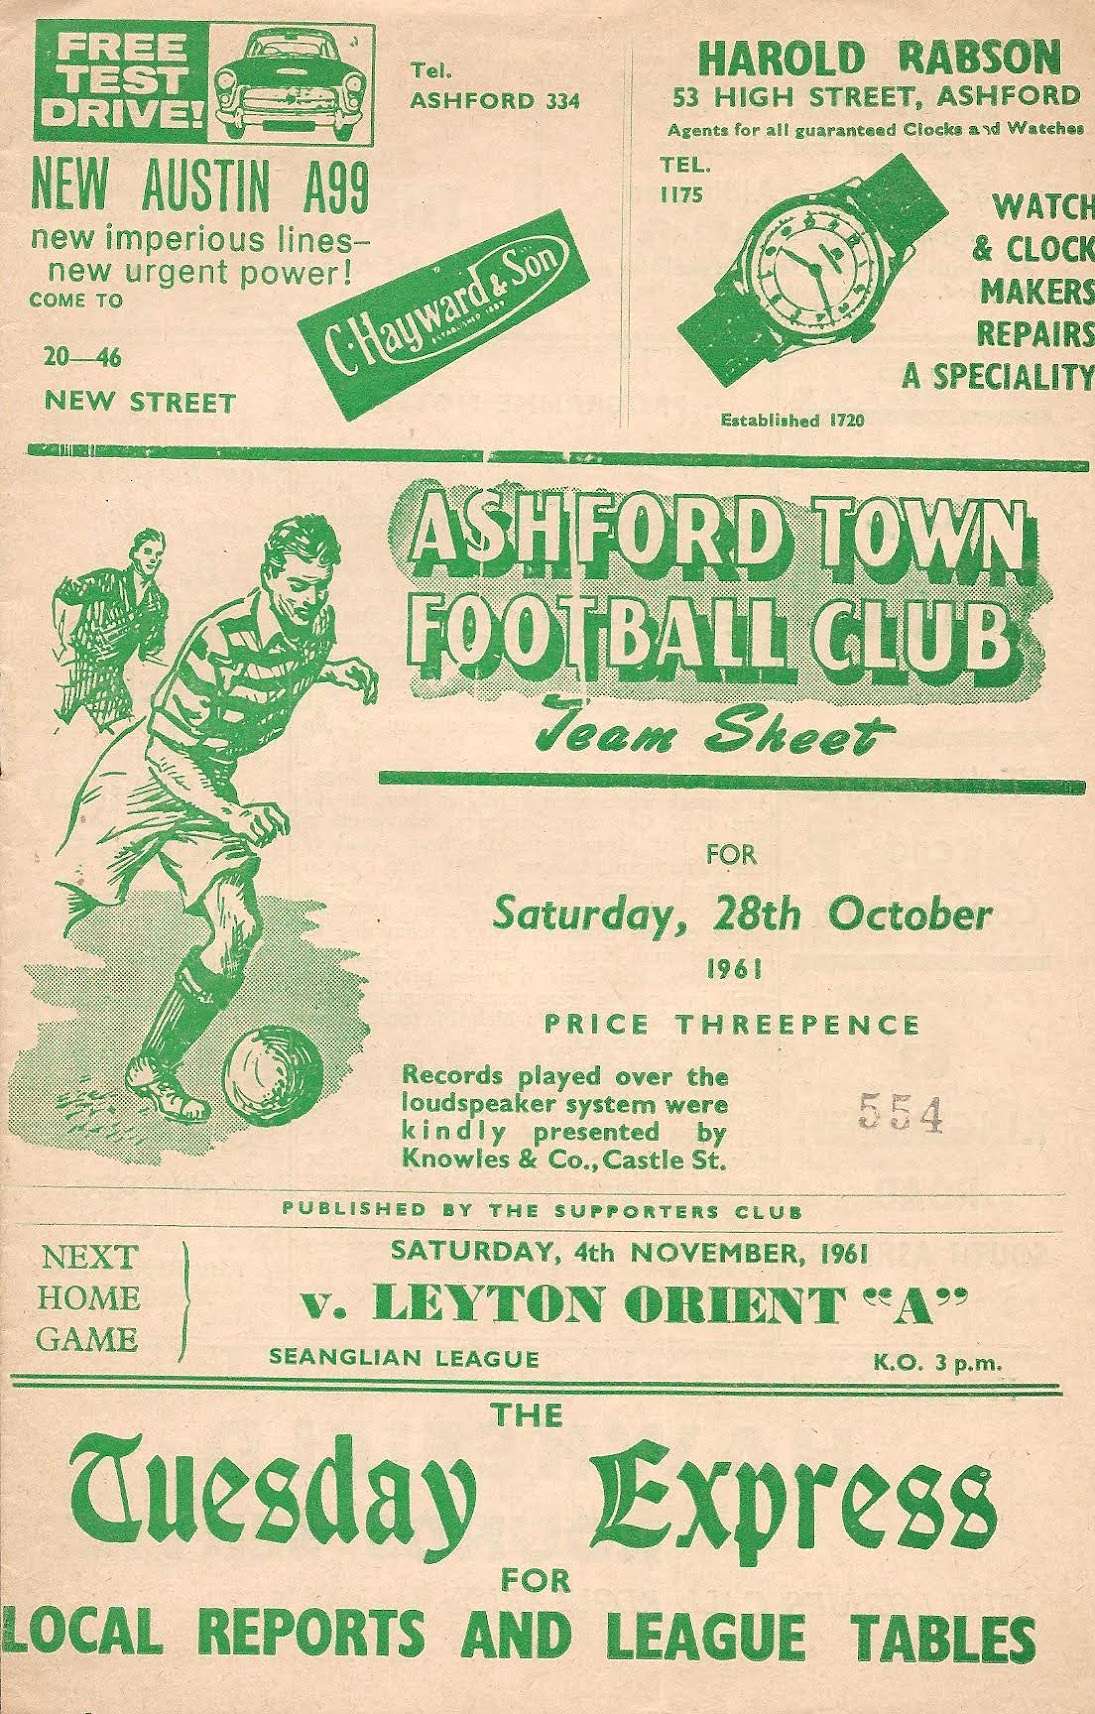 FREE
TEST
DRIVE!
NEW AUSTIN A99
new imperious lines–
new urgent power!
COME TO
20—46
NEW STREET
Tel.
ASHFORD 334
C. Hayward & Son
ESTABLISHED 1897
HAROLD RABSON
53 HIGH STREET, ASHFORD
Agents for all guaranteed Clocks and Watches
TEL.
1175
WATCH
& CLOCK
MAKERS
REPAIRS
A SPECIALITY
Established 1720
ASHFORD TOWN
FOOTBALL CLUB
Team Sheet
FOR
Saturday, 28th October
1961
PRICE THREEPENCE
Records played over the
loudspeaker system were
kindly presented by
Knowles & Co., Castle St.
554
PUBLISHED BY THE SUPPORTERS CLUB
NEXT
HOME
GAME
SATURDAY, 4th NOVEMBER, 1961
v. LEYTON ORIENT "A"
SEANGLIAN LEAGUE
K.O. 3 p.m.
THE
Tuesday Express
FOR
LOCAL REPORTS AND LEAGUE TABLES